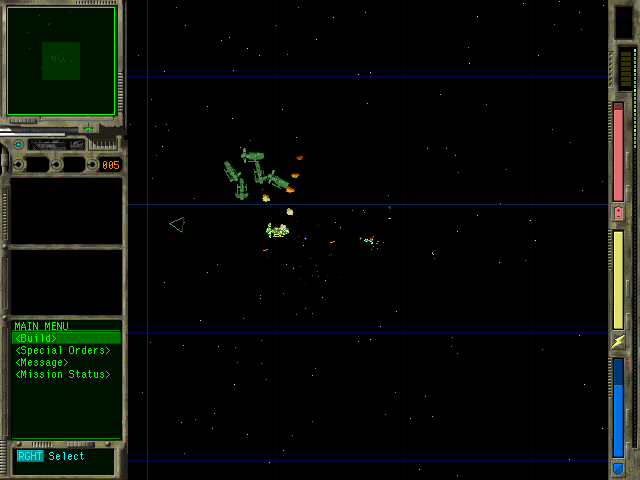 005
MAIN MENU
<Build>
<Special Orders>
<Message>
<Mission Status>
RGHT Select